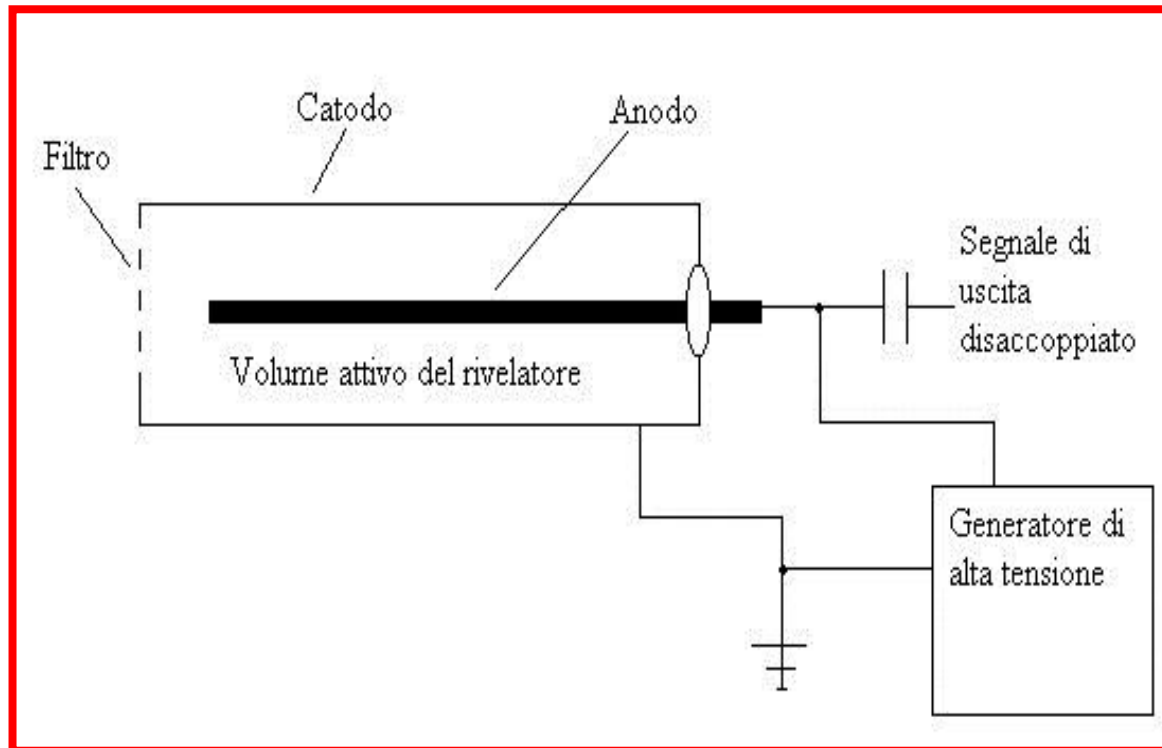 Catodo
Anodo
Filtro
Segnale di
uscita
disaccoppiato
Volume attivo del rivelatore
Generatore di
alta tensione